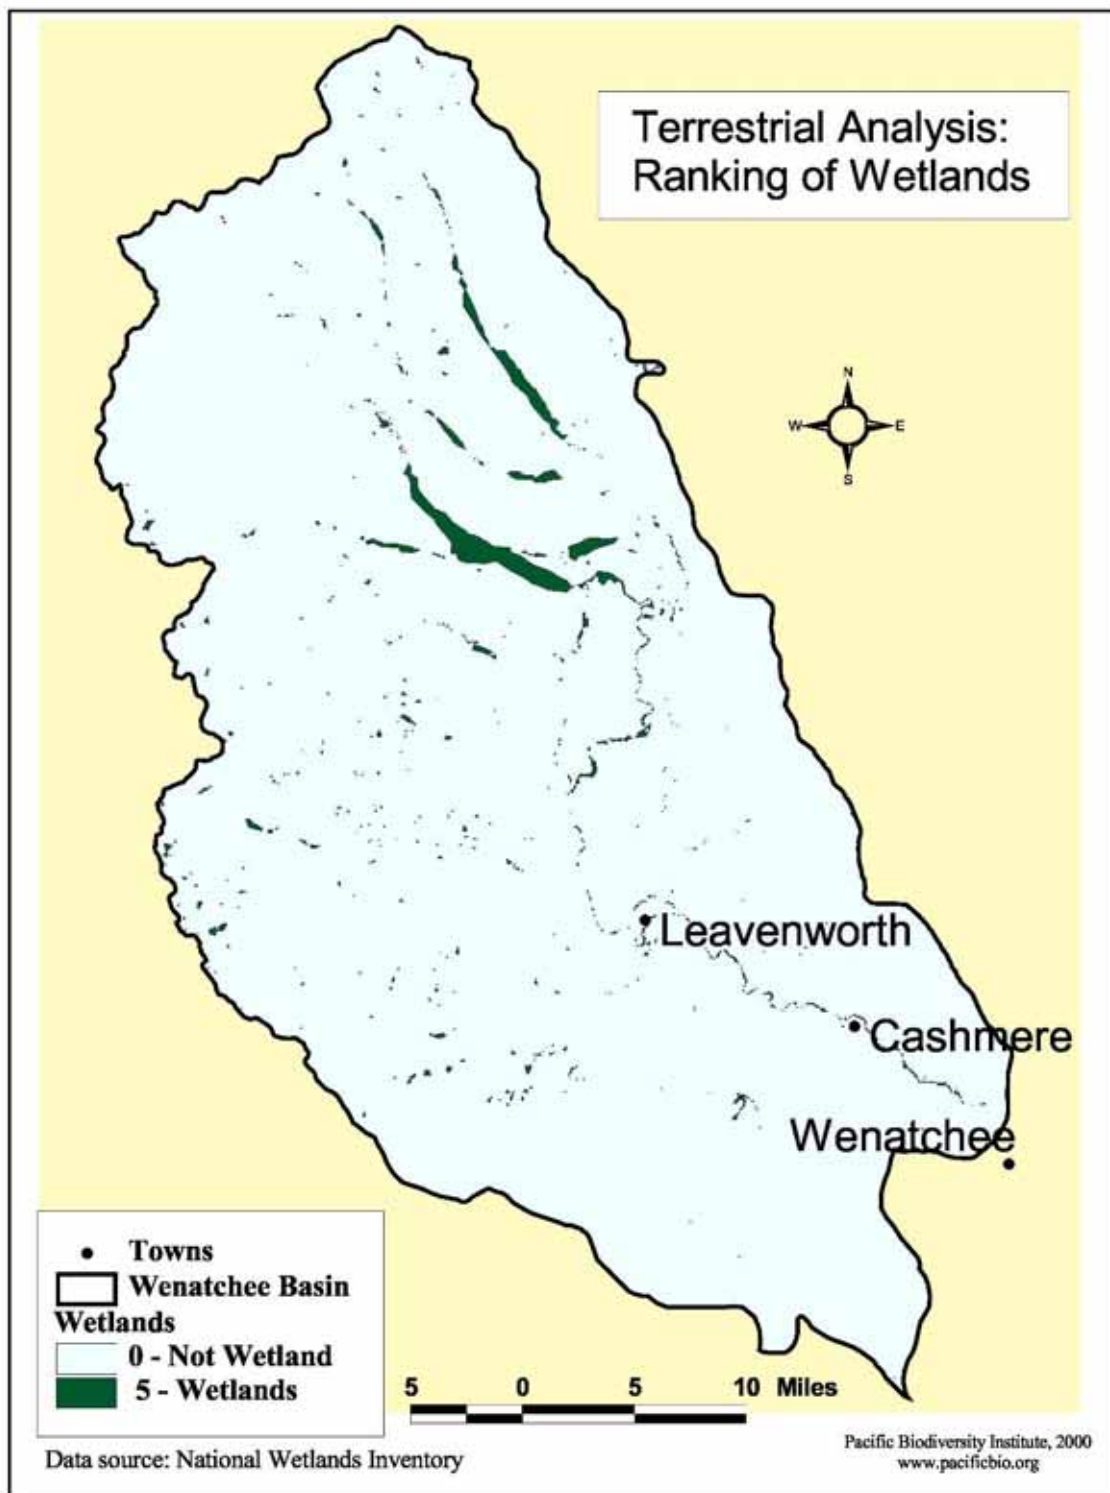 Terrestrial Analysis:
Ranking of Wetlands
N
W
E
S
Leavenworth
Cashmere
Wenatchee
Towns
Wenatchee Basin
Wetlands
0 - Not Wetland
5 - Wetlands
5 0 5 10 Miles
Data source: National Wetlands Inventory
Pacific Biodiversity Institute, 2000
www.pacificbio.org